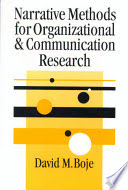 Narrative Methods
for Organizational
& Communication
Research
David M. Boje